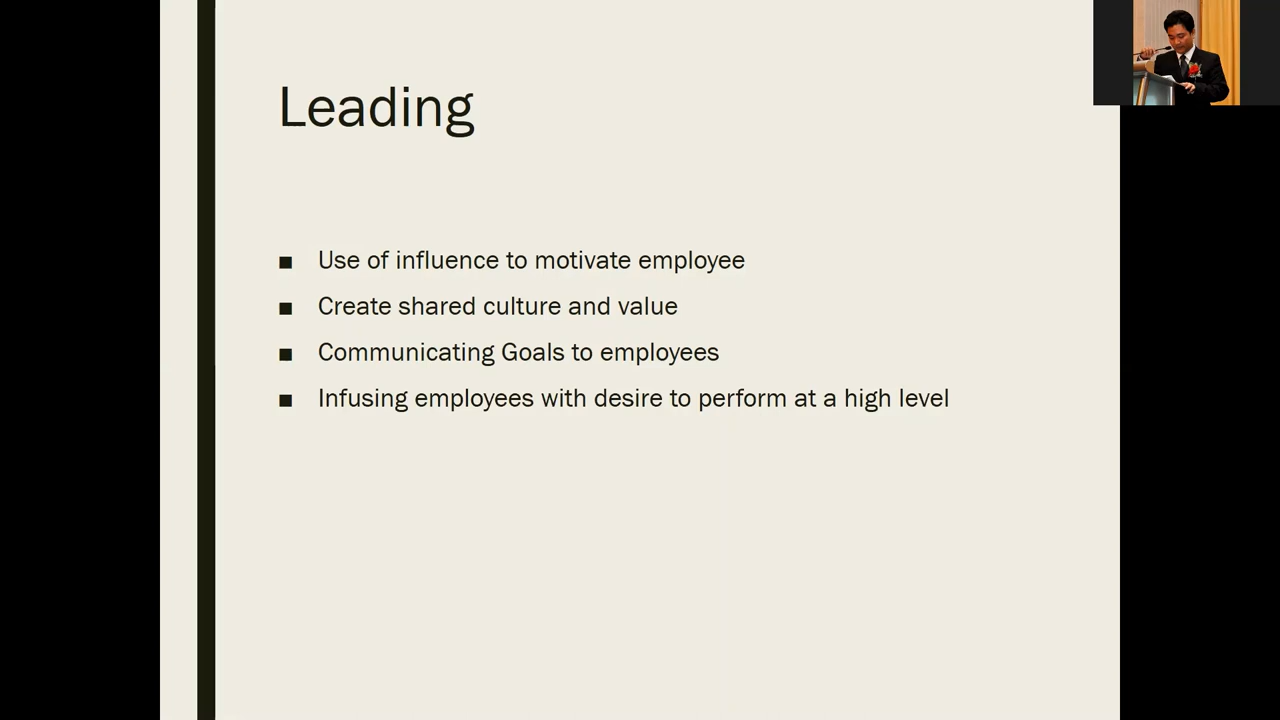 Leading
■ Use of influence to motivate employee
■ Create shared culture and value
■ Communicating Goals to employees
■ Infusing employees with desire to perform at a high level